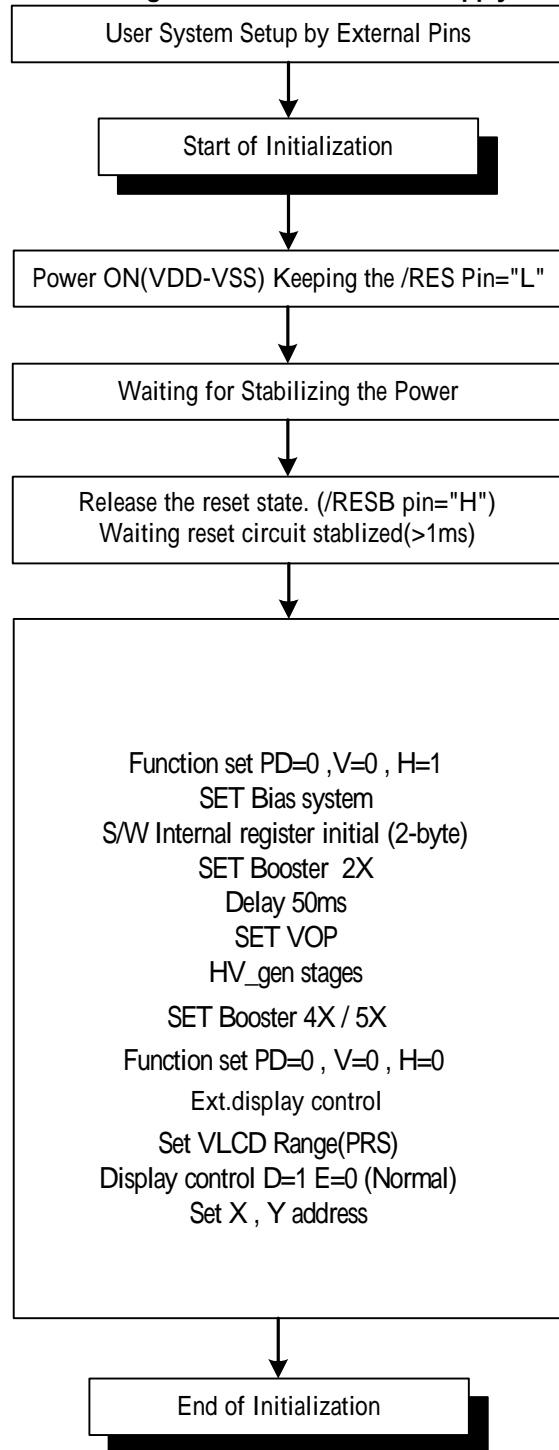 User System Setup by External Pins
Start of Initialization
Power ON(VDD-VSS) Keeping the /RES Pin="L"
Waiting for Stabilizing the Power
Release the reset state. (/RESB pin="H")
Waiting reset circuit stablized(>1ms)
Function set PD=0 ,V=0 , H=1
SET Bias system
S/W Internal register initial (2-byte)
SET Booster 2X
Delay 50ms
SET VOP
HV_gen stages
SET Booster 4X / 5X
Function set PD=0 , V=0 , H=0
Ext.display control
Set VLCD Range(PRS)
Display control D=1 E=0 (Normal)
Set X , Y address
End of Initialization